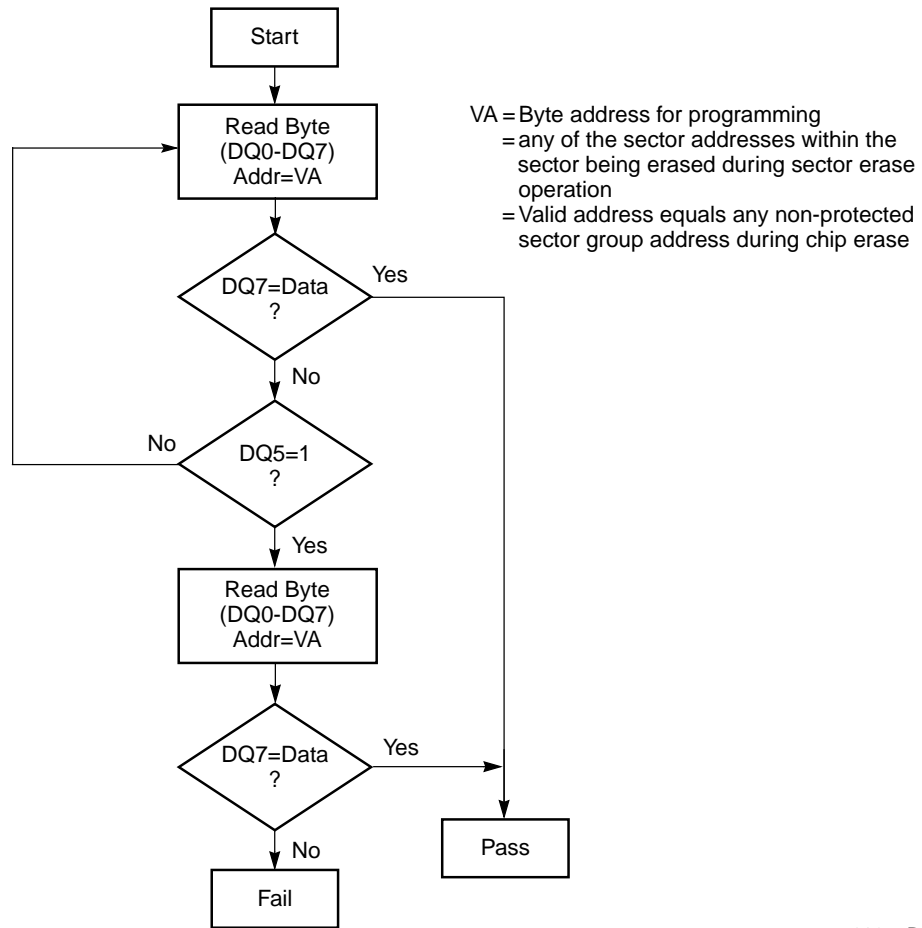 Start
Read Byte
(DQ0-DQ7)
Addr=VA
VA = Byte address for programming
= any of the sector addresses within the
sector being erased during sector erase
operation
= Valid address equals any non-protected
sector group address during chip erase
DQ7=Data
?
Yes
No
DQ5=1
?
No
Yes
Read Byte
(DQ0-DQ7)
Addr=VA
DQ7=Data
?
Yes
No
Pass
Fail